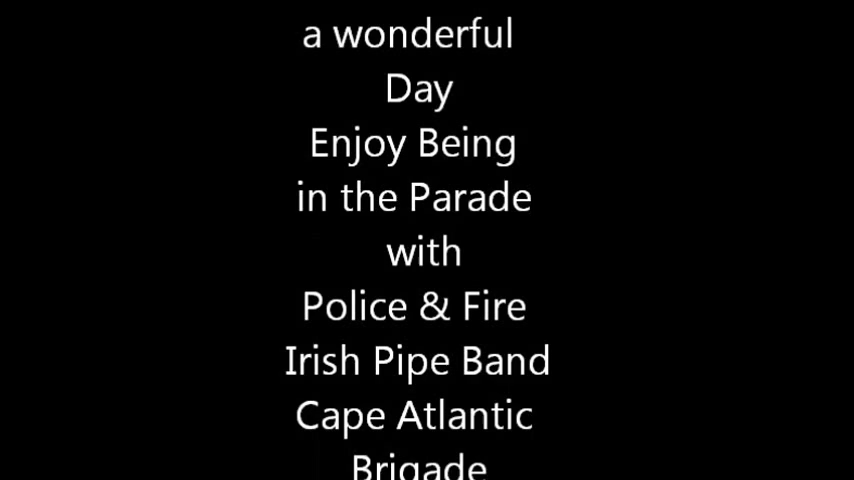 a wonderful
Day
Enjoy Being
in the Parade
with
Police & Fire
Irish Pipe Band
Cape Atlantic
Brigade